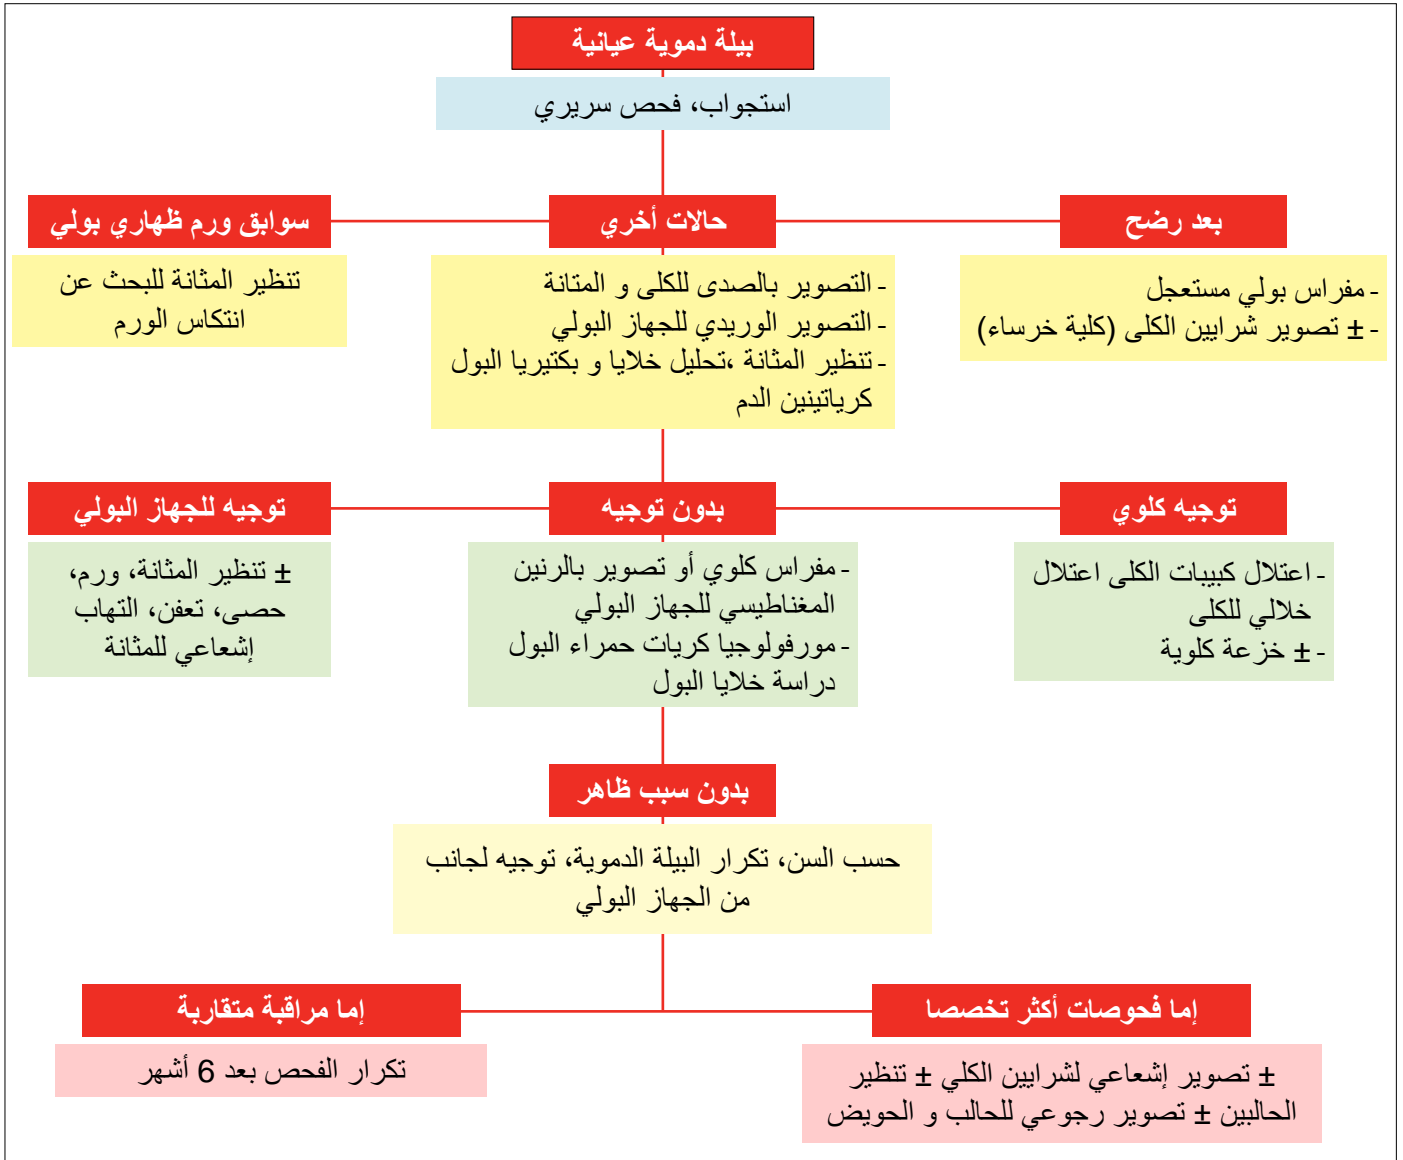 بيلة دموية عيانية
استجواب، فحص سريري
بعد رضح
- مفراس بولي مستعجل
- ± تصوير شرايين الكلى (كلية خرساء)
حالات أخري
- التصوير بالصدى للكلى و المتانة
- التصوير الوريدي للجهاز البولي
- تنظير المثانة ،تحليل خلايا و بكتيريا البول
كرياتينين الدم
سوابق ورم ظهاري بولي
تنظير المثانة للبحث عن
انتكاس الورم
توجيه كلوي
- اعتلال كبيبات الكلى اعتلال
خلالي للكلى
- ± خزعة كلوية
بدون توجيه
- مفراس كلوي أو تصوير بالرنين
المغناطيسي للجهاز البولي
- مورفولوجيا كريات حمراء البول
دراسة خلايا البول
توجيه للجهاز البولي
± تنظير المثانة، ورم،
حصى، تعفن، التهاب
إشعاعي للمثانة
بدون سبب ظاهر
حسب السن، تكرار البيلة الدموية، توجيه لجانب
من الجهاز البولي
إما فحوصات أكثر تخصصا
± تصوير إشعاعي لشرايين الكلي ± تنظير
الحالبين ± تصوير رجوعي للحالب و الحويض
إما مراقبة متقاربة
تكرار الفحص بعد 6 أشهر